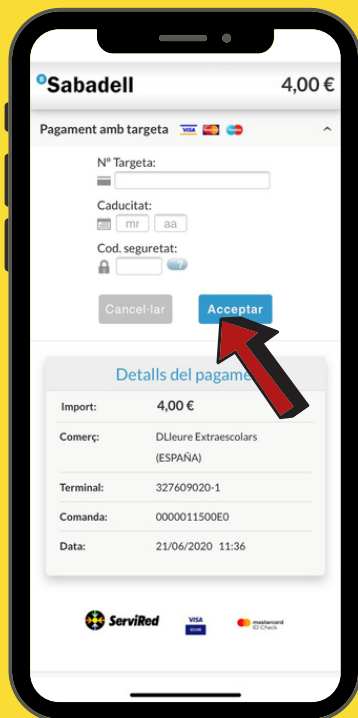 Sabadell 4,00 €
Pagament amb targeta VISA
Nº Targeta:
Caducitat:
mr aa
Cod. seguretat:
?
Cancel·lar Acceptar
Detalls del pagame
Import: 4,00 €
Comerç: DLleure Extraescolars
(ESPAÑA)
Terminal: 327609020-1
Comanda: 0000011500E0
Data: 21/06/2020 11:36
ServiRed VISA mastercard
ID Check